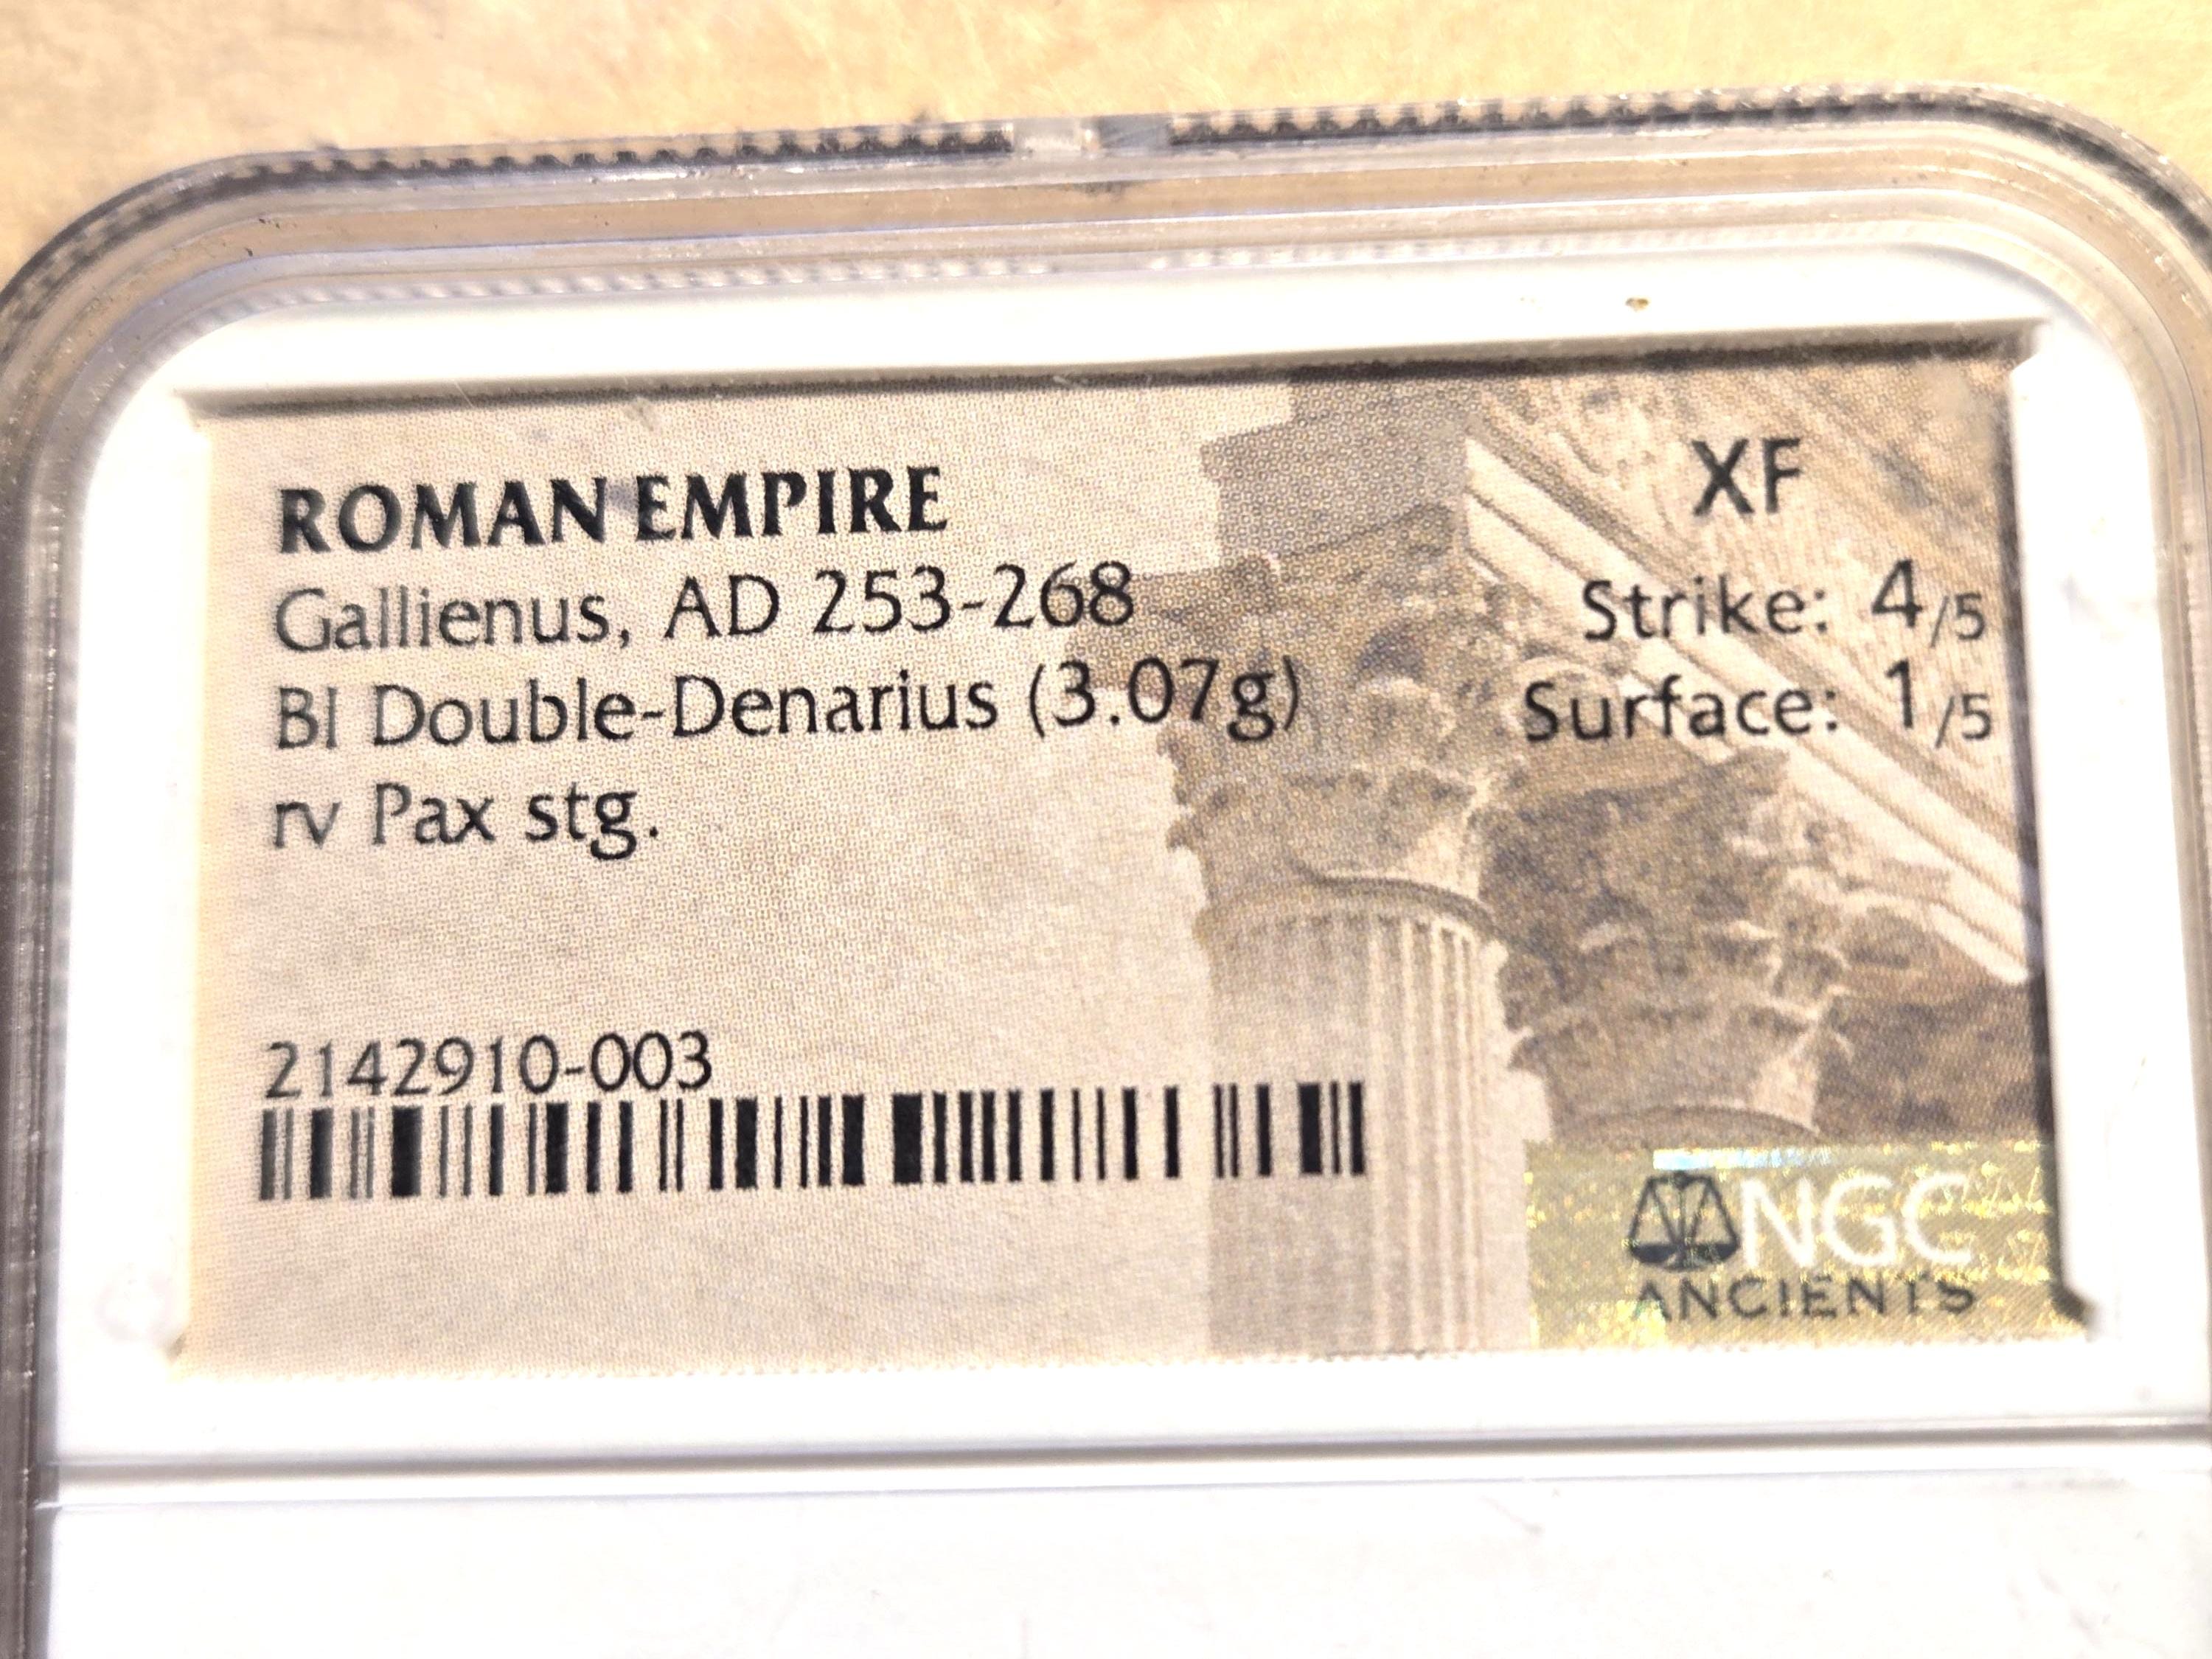 ROMAN EMPIRE
Gallienus, AD 253-268
BI Double-Denarius (3.07g)
rv Pax stg.
XF
Strike: 4/5
Surface: 1/5
2142910-003
NGC
ANCIENTS